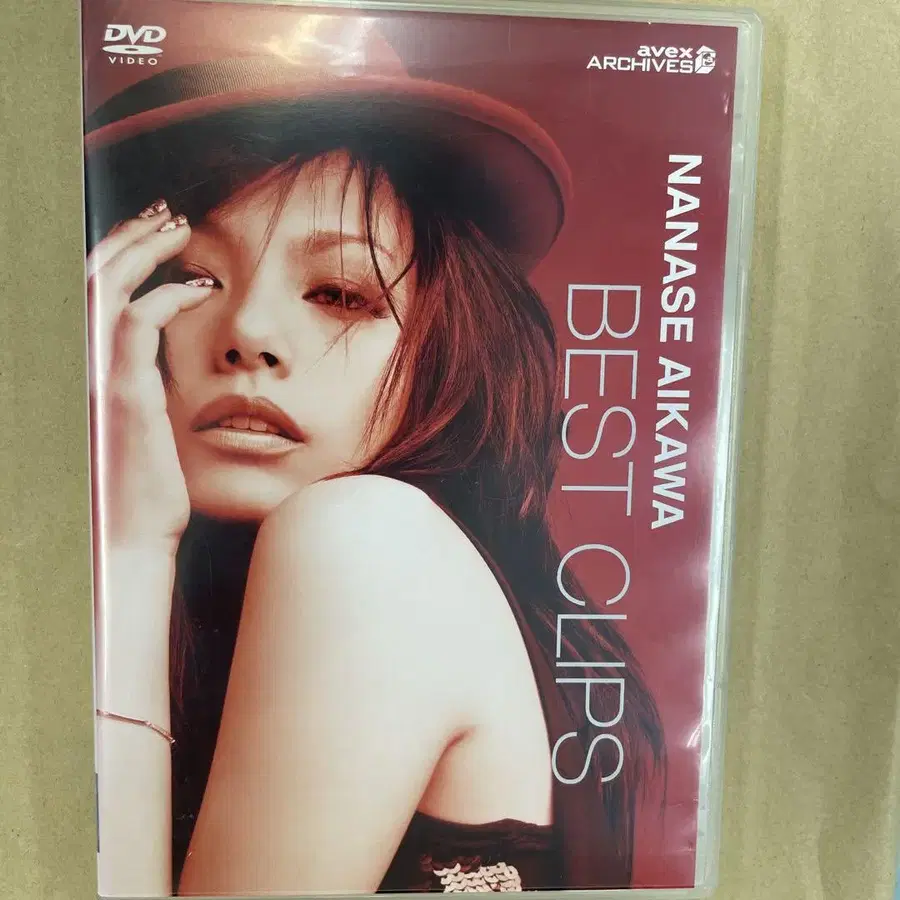 DVD
VIDEO
avex
ARCHIVES
NANASE AIKAWA
BEST CLIPS